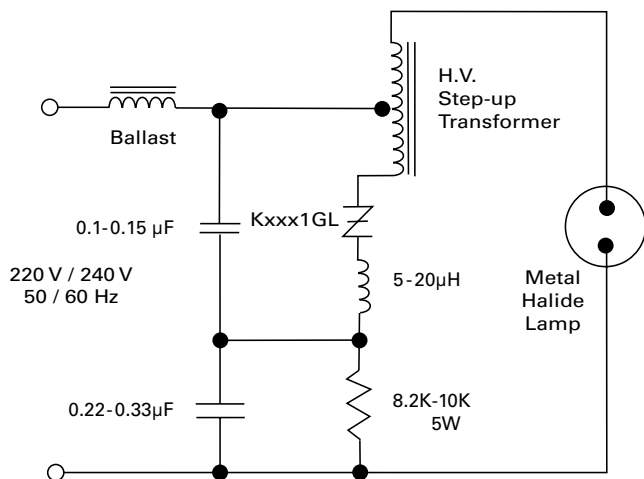 H.V.
Step-up
Transformer
Ballast
0.1-0.15 µF
Kxxx1GL
220 V / 240 V
50 / 60 Hz
5-20µH
Metal
Halide
Lamp
0.22-0.33µF
8.2K-10K
5W